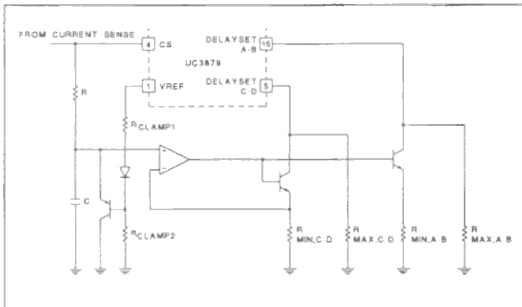 FROM CURRENT SENSE
4 CS
DELAYSET
A-B
15
UC3879
1 VREF
DELAYSET
C-D
5
R
RCLAMP1
+
-
C
RCLAMP2
R
MIN,C D
R
MAX,C D
R
MIN,A B
R
MAX,A B